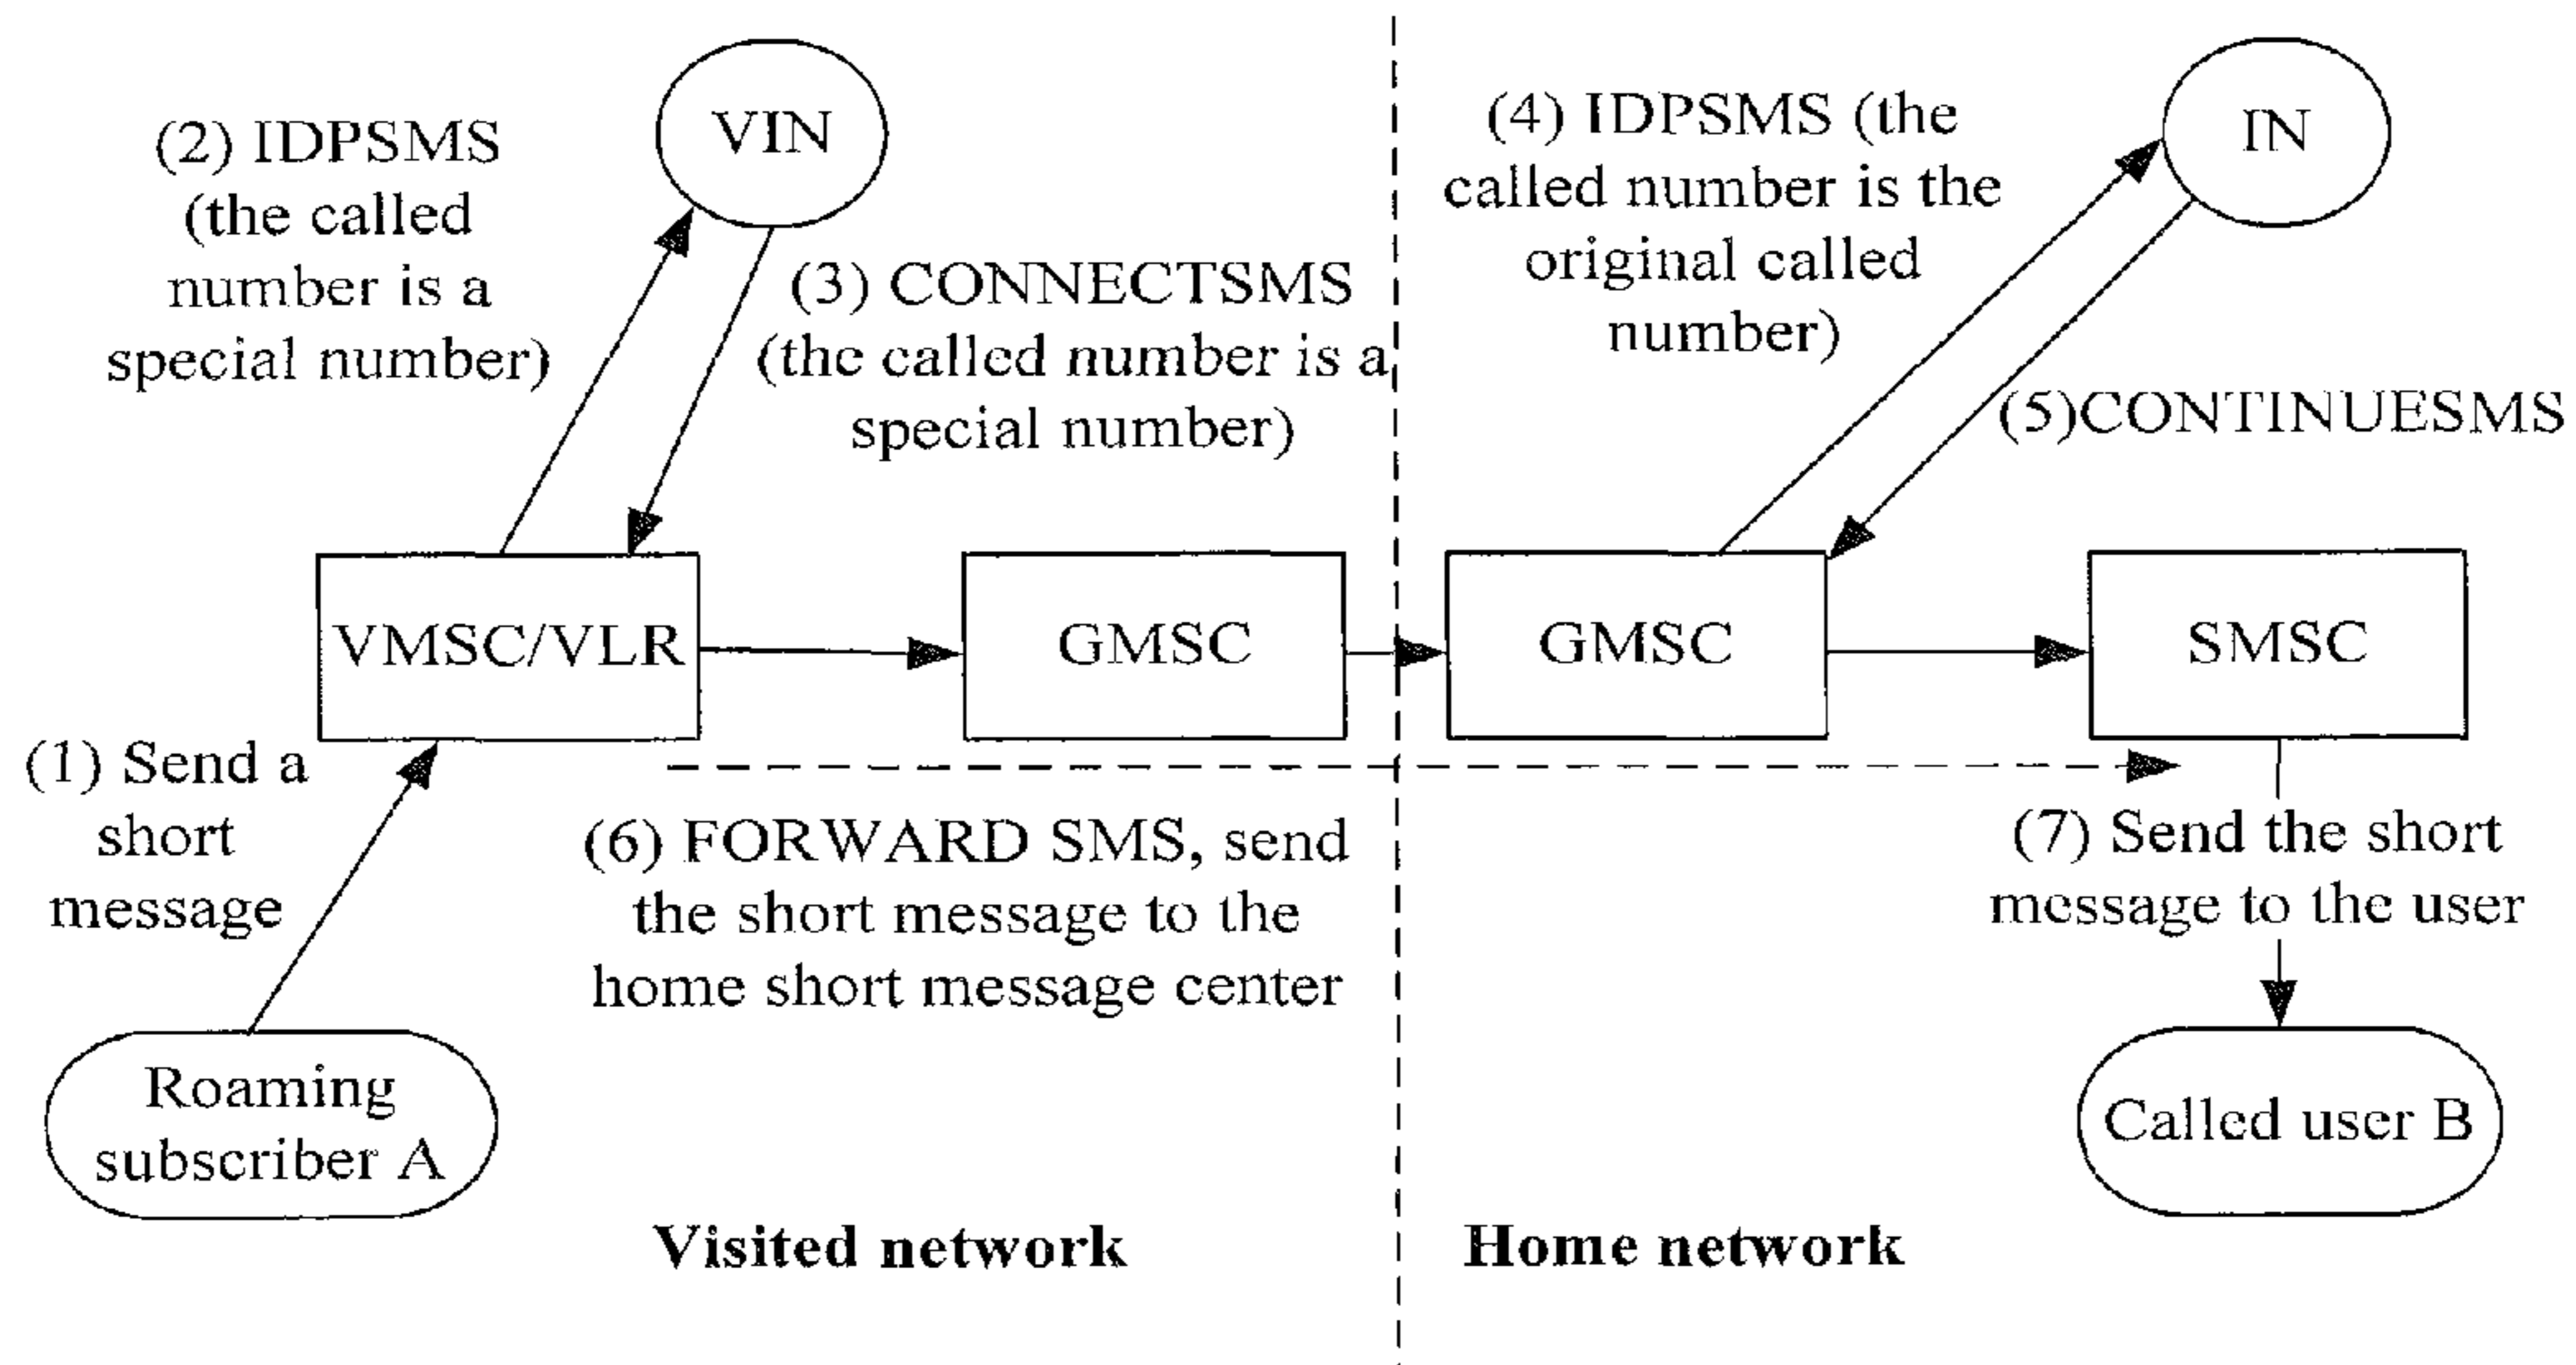 VIN
IN
(2) IDPSMS
(the called
number is a
special number)
(3) CONNECTSMS
(the called number is a
special number)
(4) IDPSMS (the
called number is the
original called
number)
(5)CONTINUESMS
VMSC/VLR
GMSC
GMSC
SMSC
(1) Send a
short
message
(6) FORWARD SMS, send
the short message to the
home short message center
(7) Send the short
message to the user
Roaming
subscriber A
Called user B
Visited network
Home network